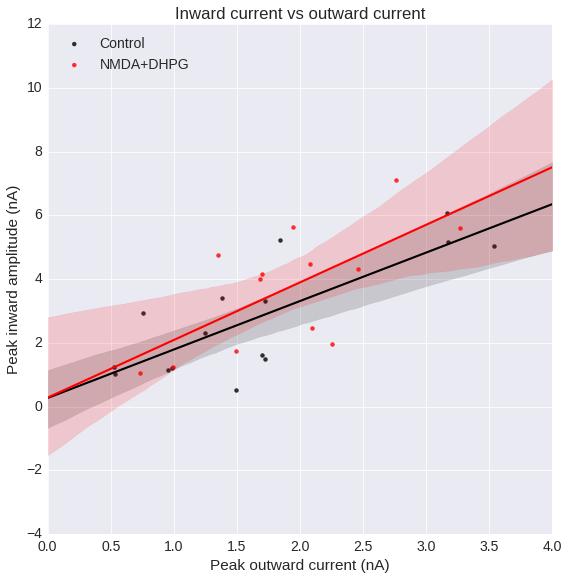 Inward current vs outward current
Control
NMDA+DHPG
12
10
8
6
4
2
0
−2
−4
Peak inward amplitude (nA)
0.0 0.5 1.0 1.5 2.0 2.5 3.0 3.5 4.0
Peak outward current (nA)